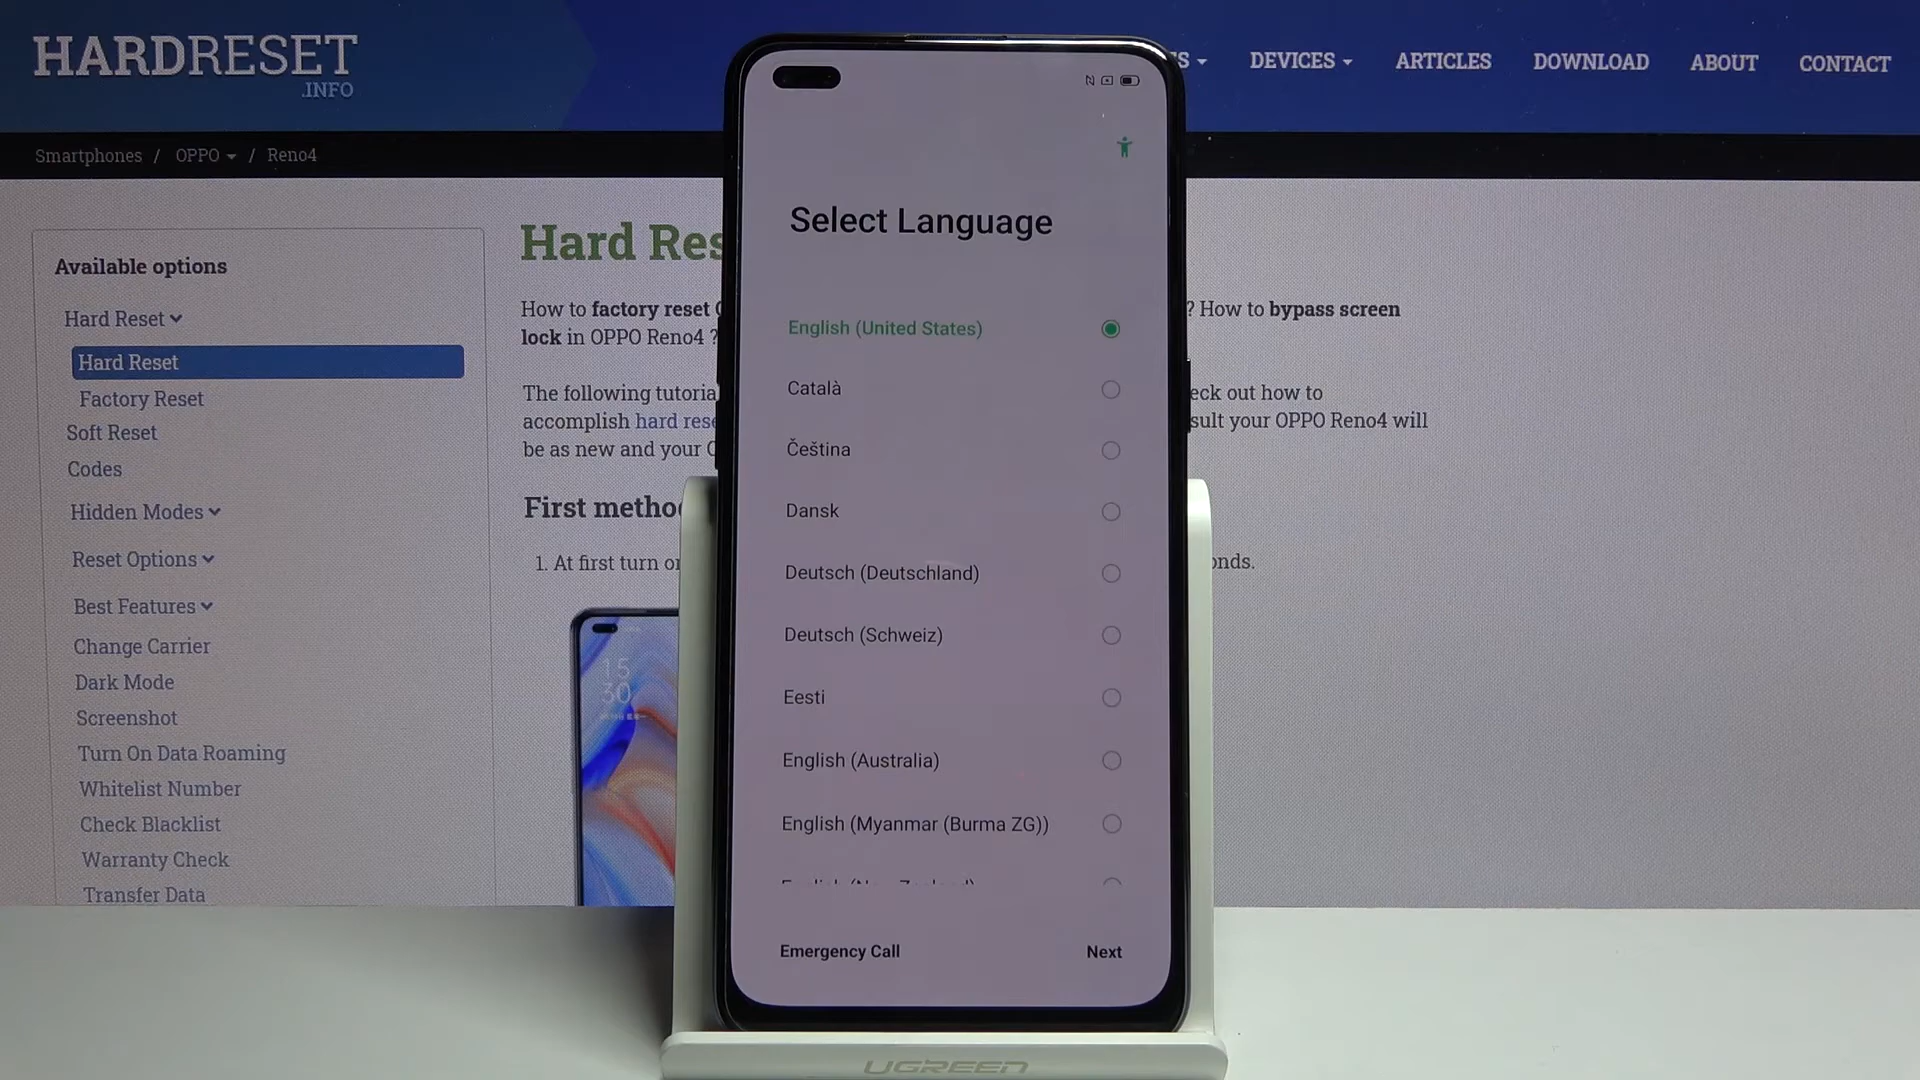 HARDRESET
.INFO
DEVICES
ARTICLES
DOWNLOAD
ABOUT
CONTACT
Smartphones / OPPO / Reno4
Available options
Hard Reset
Hard Reset
Factory Reset
Soft Reset
Codes
Hidden Modes
Reset Options
Best Features
Change Carrier
Dark Mode
Screenshot
Turn On Data Roaming
Whitelist Number
Check Blacklist
Warranty Check
Transfer Data
Hard Res
How to factory reset
? How to bypass screen
lock in OPPO Reno4 ?
The following tutoria
eck out how to
accomplish hard rese
sult your OPPO Reno4 will
be as new and your
First metho
1. At first turn o
onds.
15
30
Select Language
English (United States)
Català
Čeština
Dansk
Deutsch (Deutschland)
Deutsch (Schweiz)
Eesti
English (Australia)
English (Myanmar (Burma ZG))
Emergency Call
Next
UGREEN